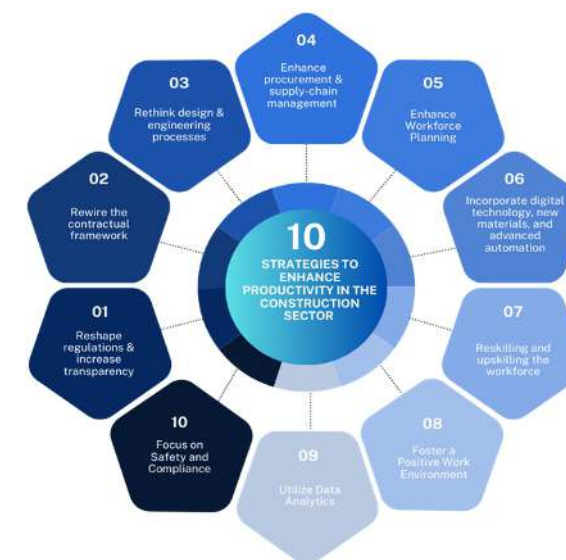 10
STRATEGIES TO
ENHANCE
PRODUCTIVITY IN THE
CONSTRUCTION
SECTOR
01
Reshape
regulations &
increase
transparency
02
Rewire the
contractual
framework
03
Rethink design &
engineering
processes
04
Enhance
procurement &
supply-chain
management
05
Enhance
Workforce
Planning
06
Incorporate digital
technology, new
materials, and
advanced
automation
07
Reskilling and
upskilling the
workforce
08
Foster a
Positive Work
Environment
09
Utilize Data
Analytics
10
Focus on
Safety and
Compliance